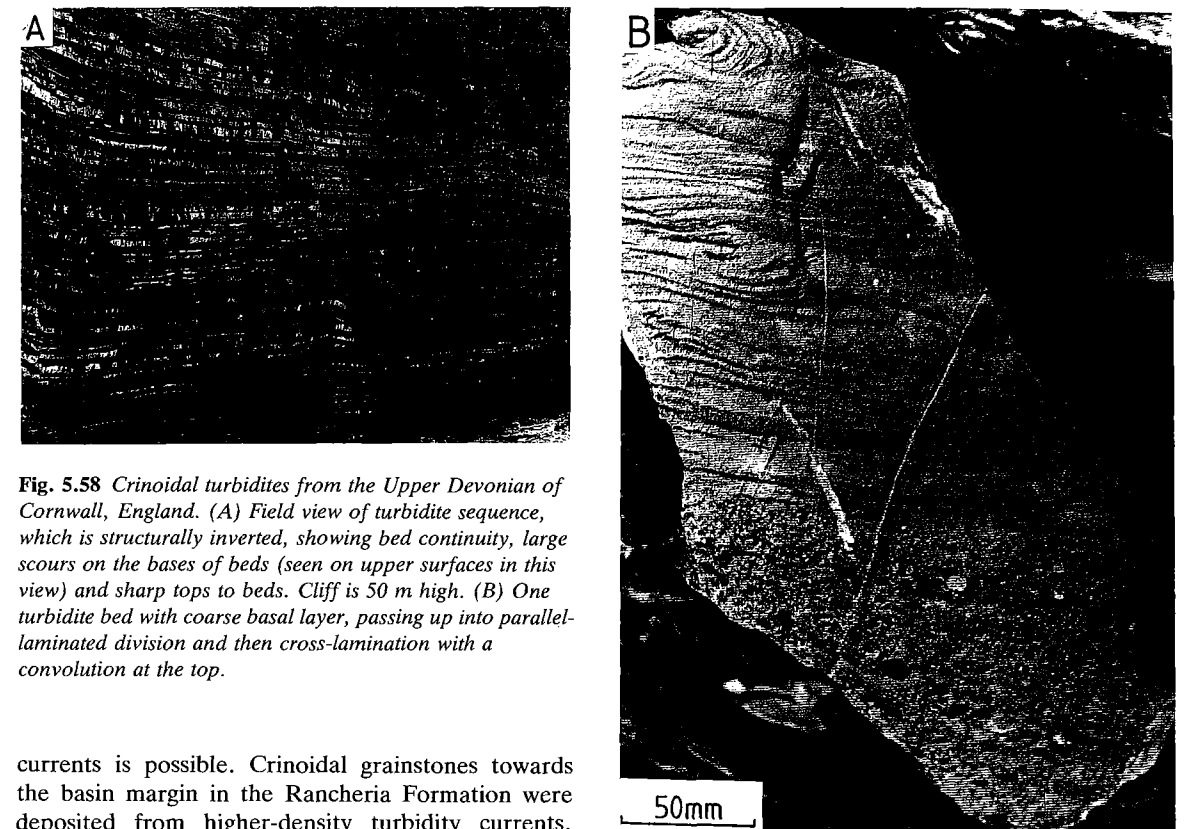 A
B
Fig. 5.58 Crinoidal turbidites from the Upper Devonian of
Cornwall, England. (A) Field view of turbidite sequence,
which is structurally inverted, showing bed continuity, large
scours on the bases of beds (seen on upper surfaces in this
view) and sharp tops to beds. Cliff is 50 m high. (B) One
turbidite bed with coarse basal layer, passing up into parallel-
laminated division and then cross-lamination with a
convolution at the top.
currents is possible. Crinoidal grainstones towards
the basin margin in the Rancheria Formation were
deposited from higher-density turbidity currents,
50mm